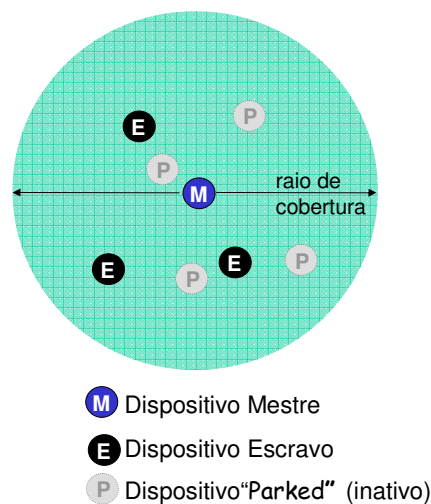 P
E
P
M
raio de
cobertura
E
P
E
P
M Dispositivo Mestre
E Dispositivo Escravo
P Dispositivo“Parked” (inativo)